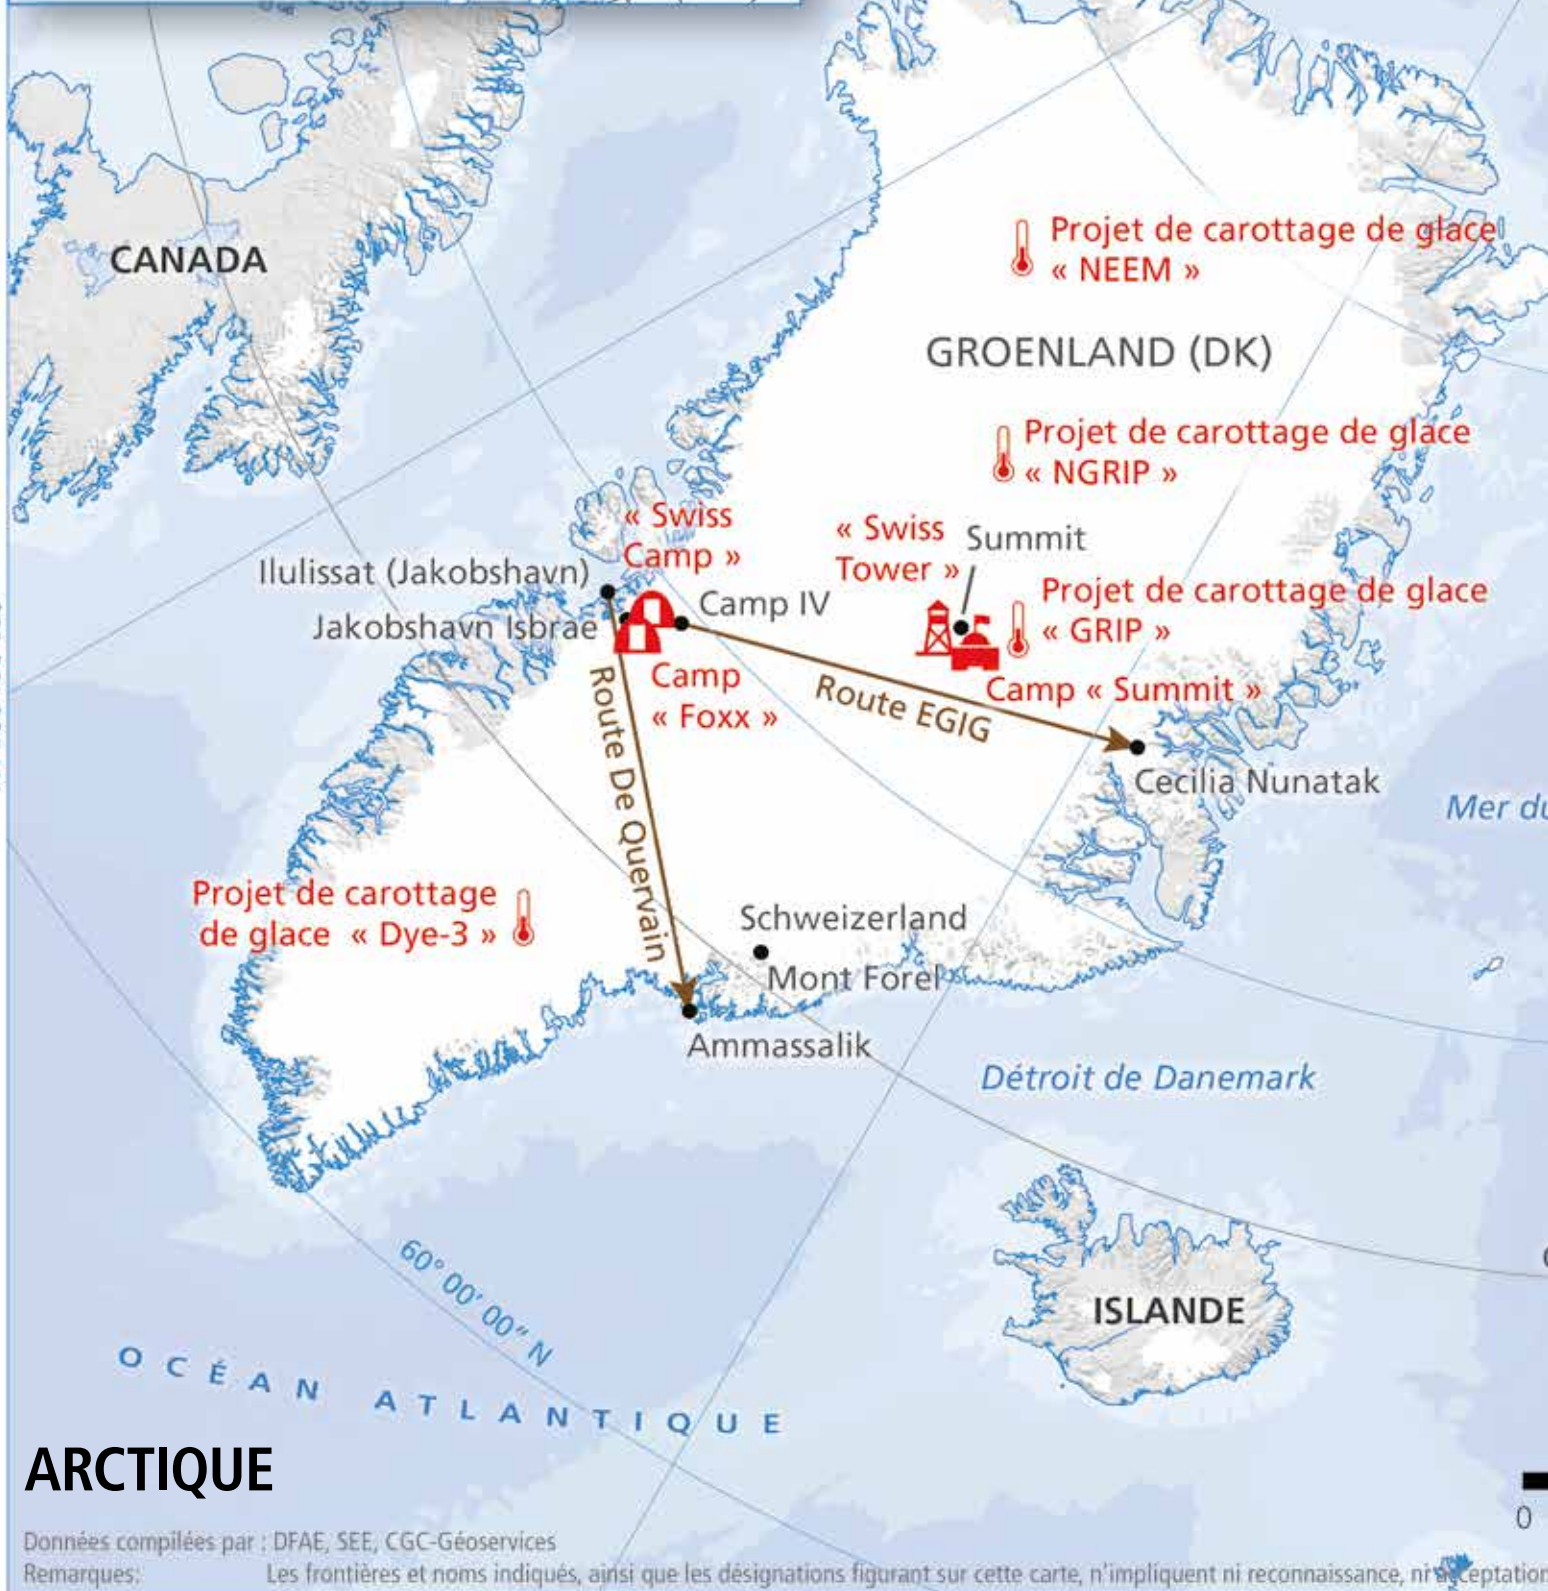 CANADA
Projet de carottage de glace
« NEEM »
GROENLAND (DK)
Projet de carottage de glace
« NGRIP »
« Swiss
Camp »
« Swiss
Tower »
Summit
Ilulissat (Jakobshavn)
Jakobshavn Isbrae
Camp IV
Projet de carottage de glace
« GRIP »
Camp
« Foxx »
Camp « Summit »
Route EGIG
Route De Quervain
Cecilia Nunatak
Mer du
Projet de carottage
de glace « Dye-3 »
Schweizerland
Mont Forel
Ammassalik
Détroit de Danemark
60° 00' 00" N
ISLANDE
OCÉAN ATLANTIQUE
ARCTIQUE
0
Données compilées par : DFAE, SEE, CGC-Géoservices
Remarques: Les frontières et noms indiqués, ainsi que les désignations figurant sur cette carte, n'impliquent ni reconnaissance, ni acceptation